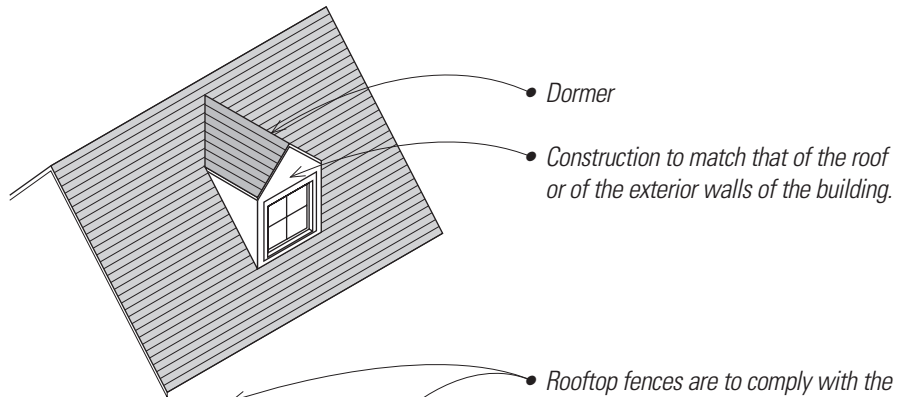 Dormer
Construction to match that of the roof
or of the exterior walls of the building.
Rooftop fences are to comply with the